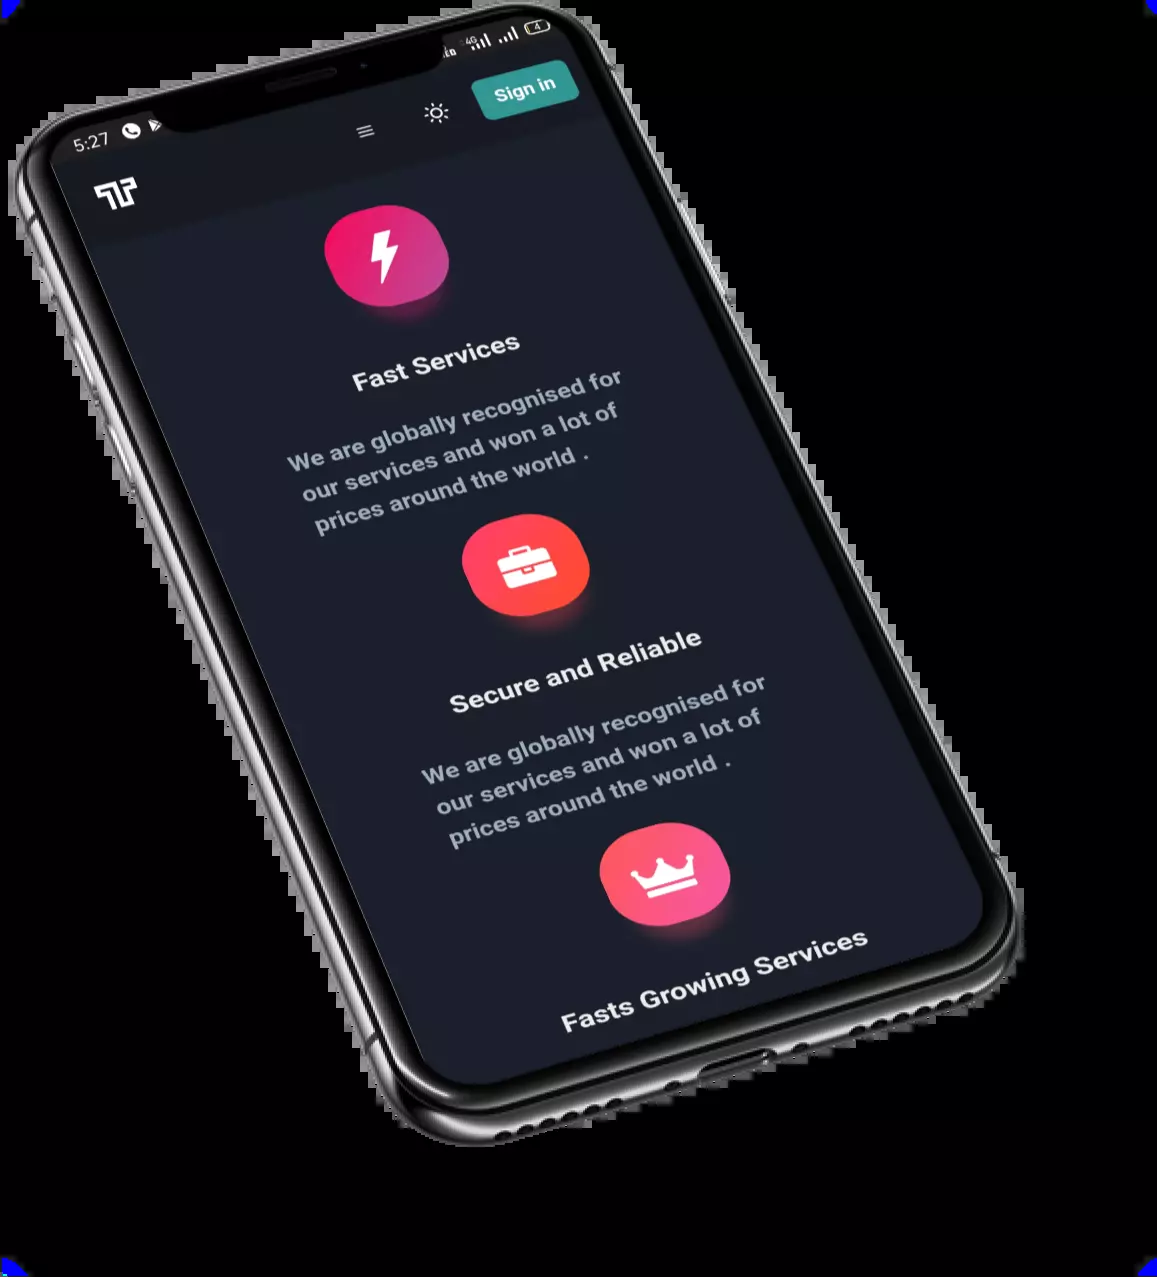 5:27
4G
4
Sign in
Fast Services
We are globally recognised for
our services and won a lot of
prices around the world .
Secure and Reliable
We are globally recognised for
our services and won a lot of
prices around the world .
Fasts Growing Services